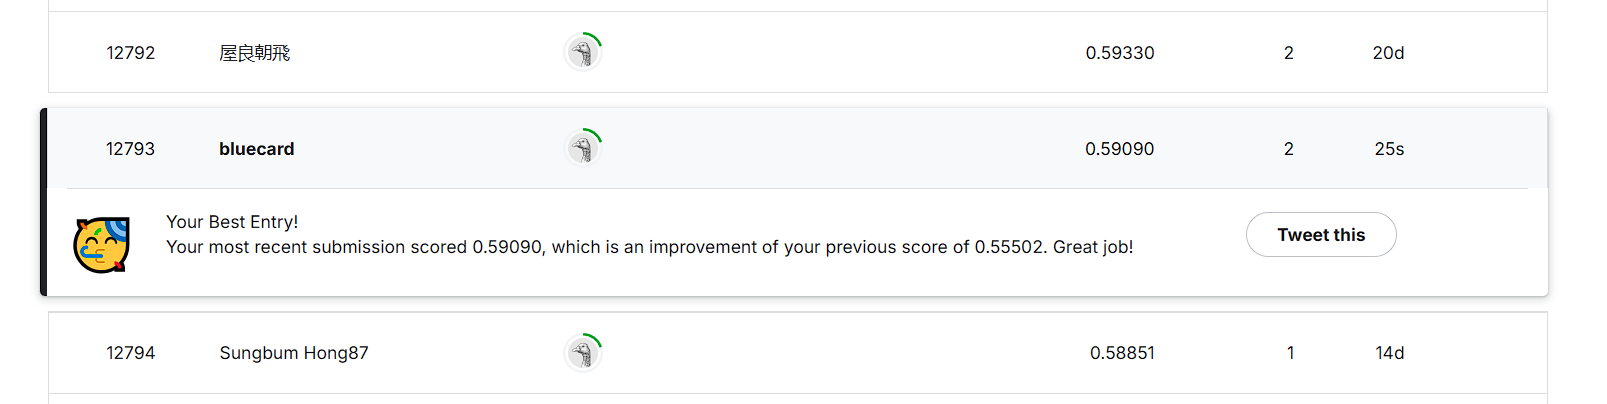 12792 屋良朝飛 0.59330 2 20d
12793 bluecard 0.59090 2 25s
Your Best Entry!
Your most recent submission scored 0.59090, which is an improvement of your previous score of 0.55502. Great job!
Tweet this
12794 Sungbum Hong87 0.58851 1 14d